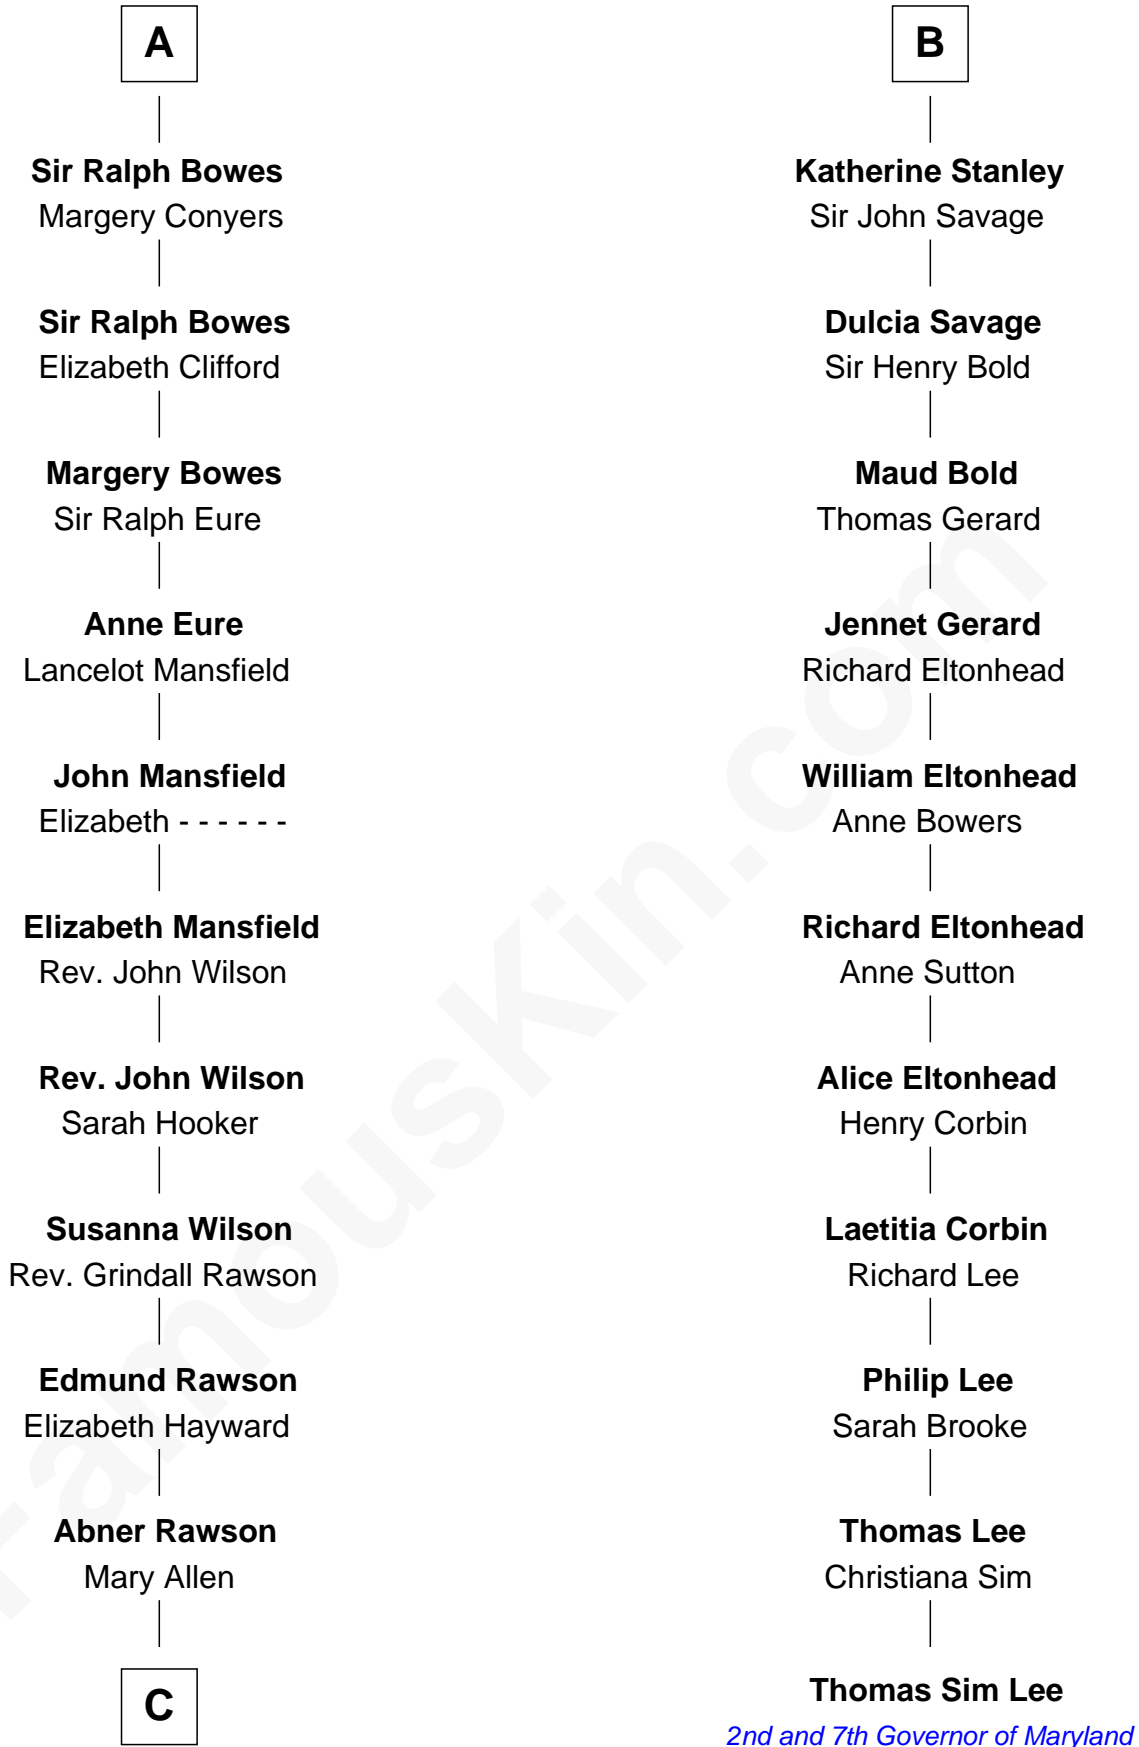 A
Sir Ralph Bowes
Margery Conyers
Sir Ralph Bowes
Elizabeth Clifford
Margery Bowes
Sir Ralph Eure
Anne Eure
Lancelot Mansfield
John Mansfield
Elizabeth - - - - - -
Elizabeth Mansfield
Rev. John Wilson
Rev. John Wilson
Sarah Hooker
Susanna Wilson
Rev. Grindall Rawson
Edmund Rawson
Elizabeth Hayward
Abner Rawson
Mary Allen
C
B
Katherine Stanley
Sir John Savage
Dulcia Savage
Sir Henry Bold
Maud Bold
Thomas Gerard
Jennet Gerard
Richard Eltonhead
William Eltonhead
Anne Bowers
Richard Eltonhead
Anne Sutton
Alice Eltonhead
Henry Corbin
Laetitia Corbin
Richard Lee
Philip Lee
Sarah Brooke
Thomas Lee
Christiana Sim
Thomas Sim Lee
2nd and 7th Governor of Maryland
FamousKin.com